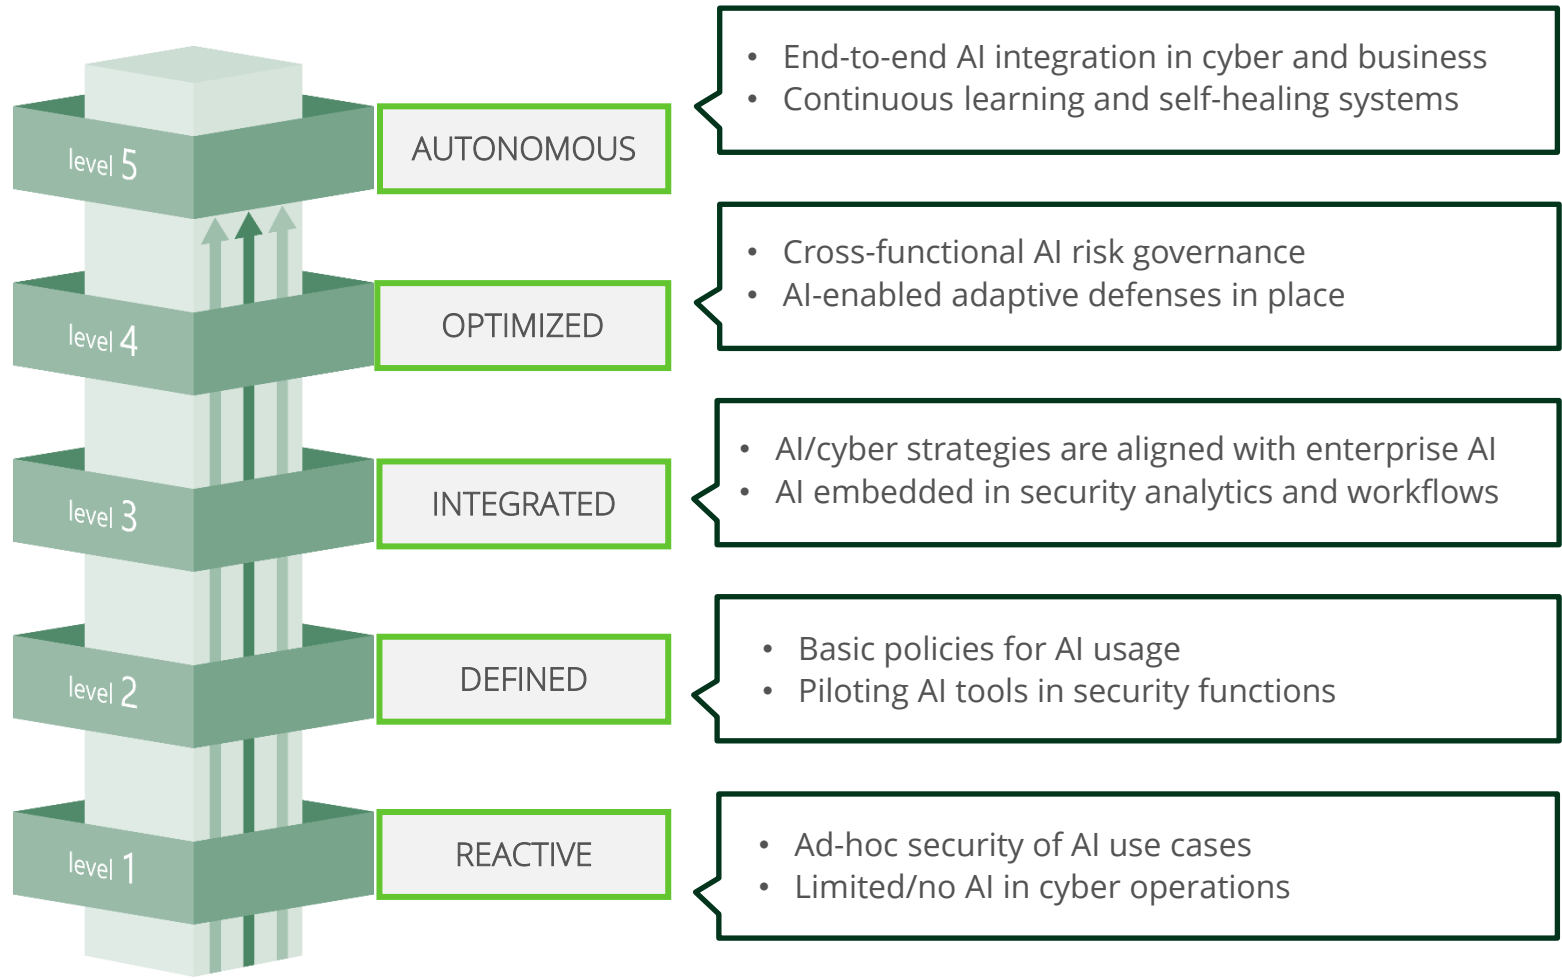 level 5
AUTONOMOUS
• End-to-end AI integration in cyber and business
• Continuous learning and self-healing systems
level 4
OPTIMIZED
• Cross-functional AI risk governance
• AI-enabled adaptive defenses in place
level 3
INTEGRATED
• AI/cyber strategies are aligned with enterprise AI
• AI embedded in security analytics and workflows
level 2
DEFINED
• Basic policies for AI usage
• Piloting AI tools in security functions
level 1
REACTIVE
• Ad-hoc security of AI use cases
• Limited/no AI in cyber operations